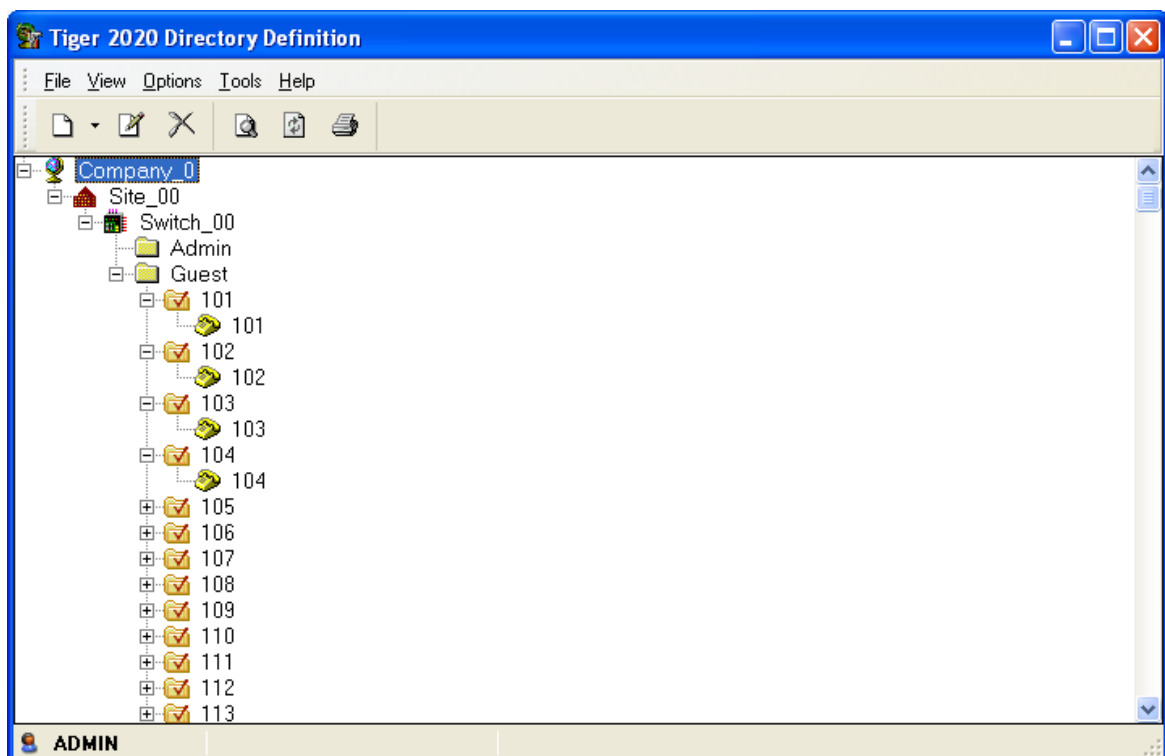 Tiger 2020 Directory Definition
File View Options Tools Help
Company_0
Site_00
Switch_00
Admin
Guest
101
101
102
102
103
103
104
104
105
106
107
108
109
110
111
112
113
ADMIN